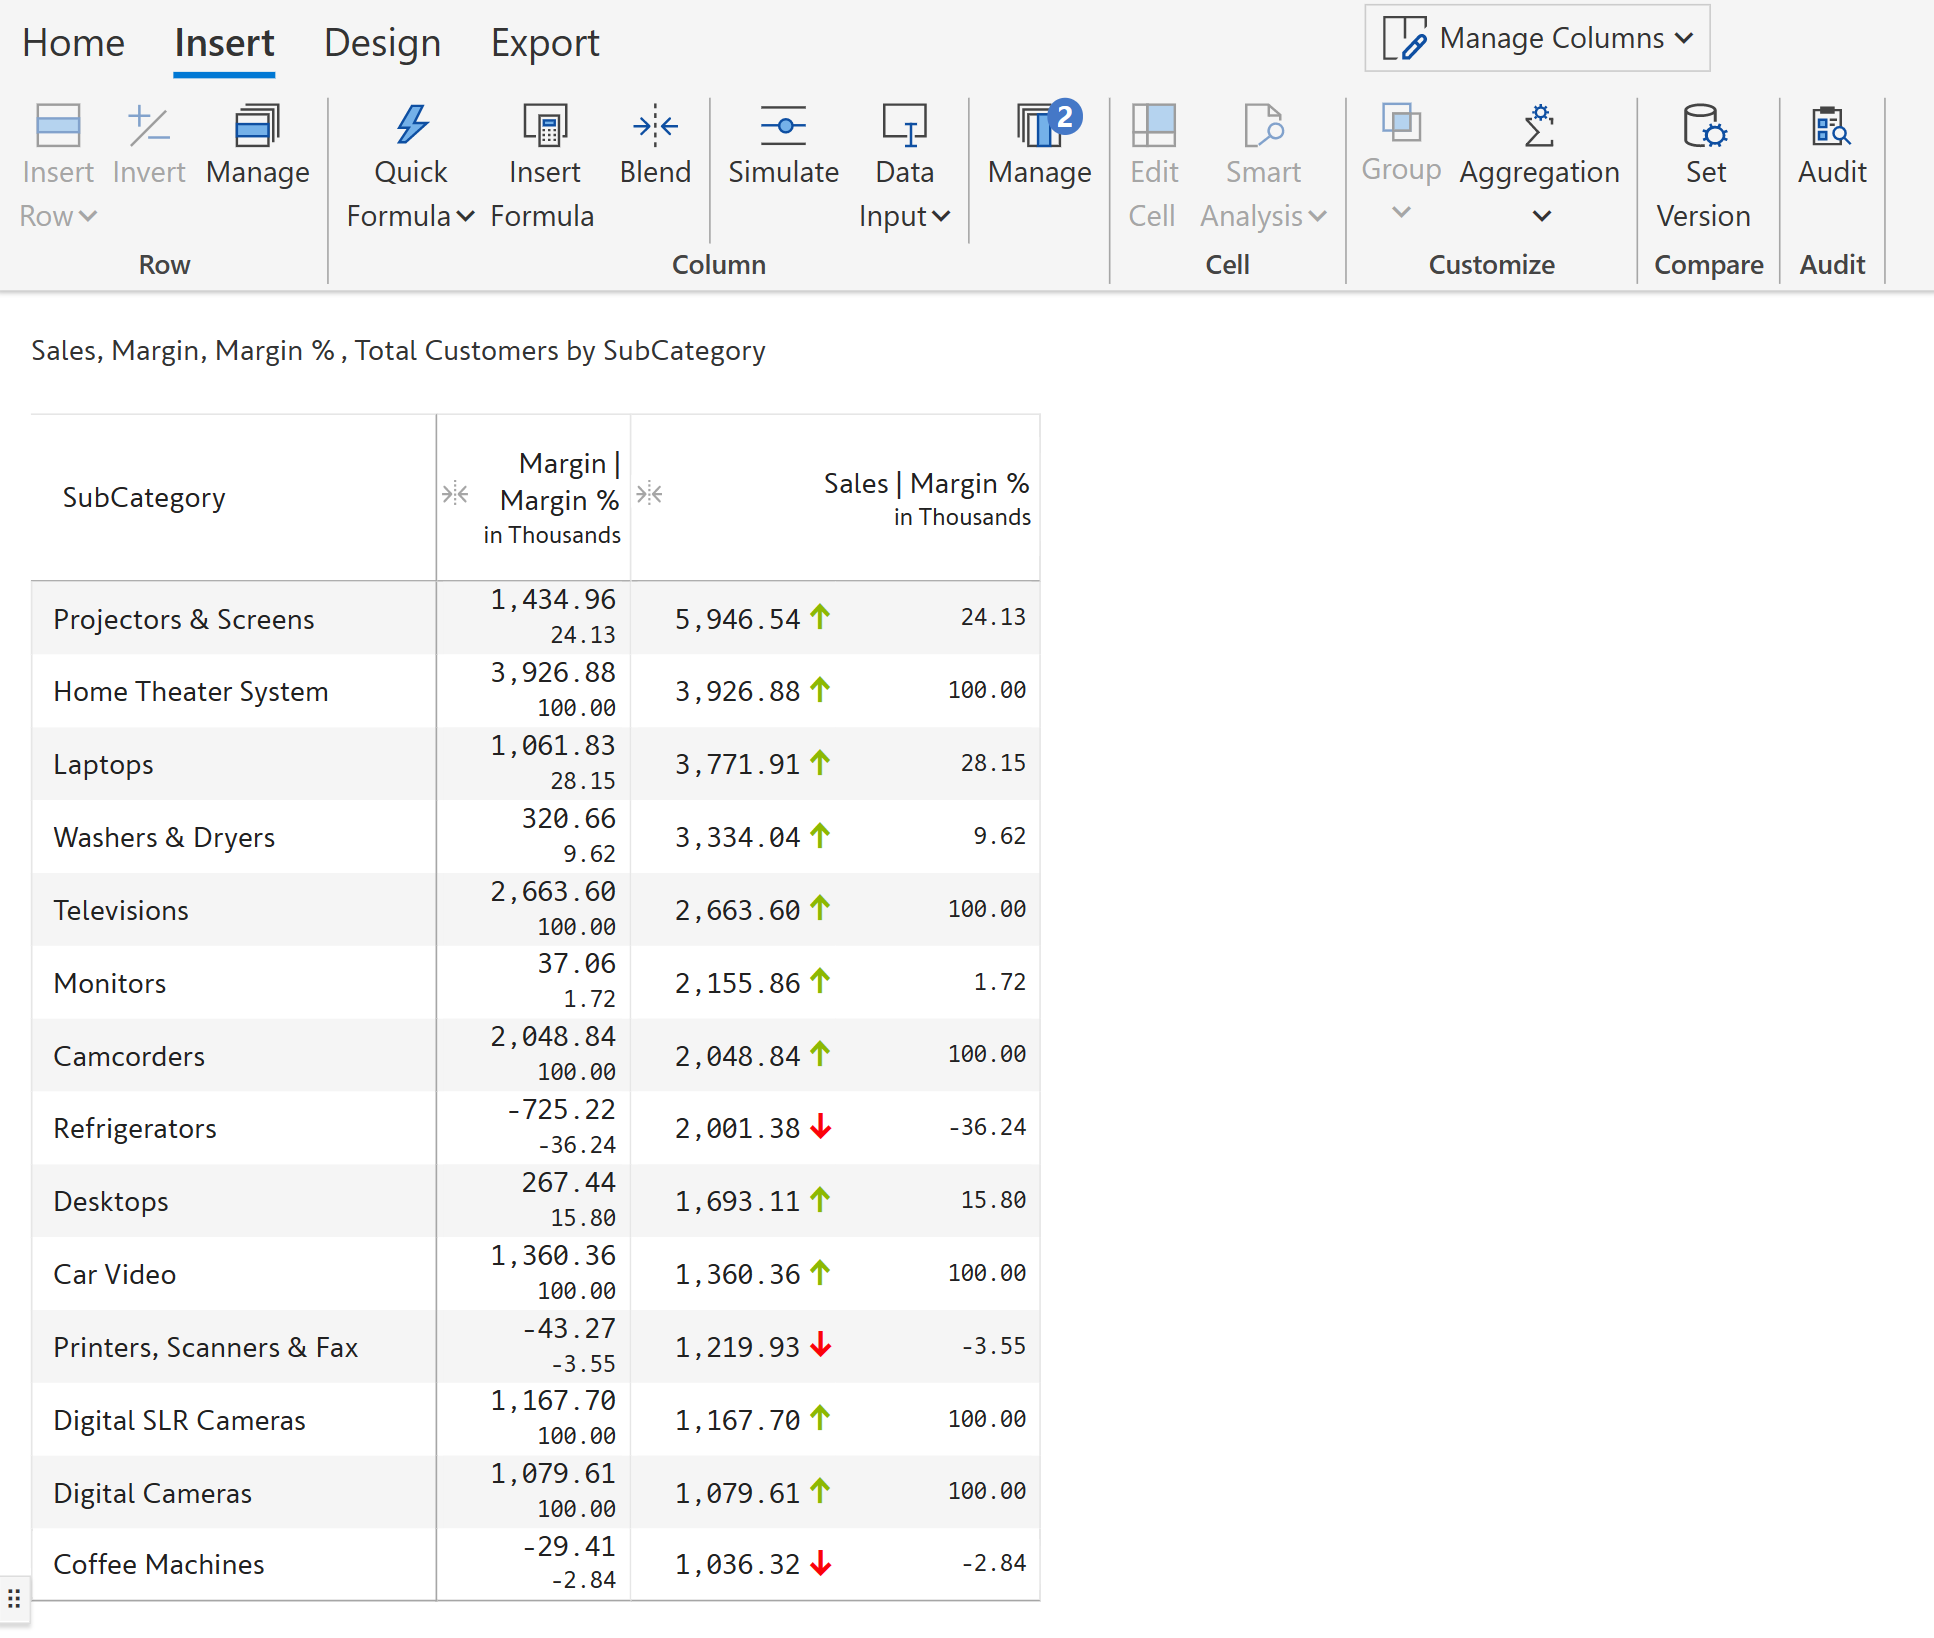 Home Insert Design Export Manage Columns
2
Insert Row Invert Manage Quick Formula Insert Formula Blend Simulate Data Input Manage Edit Cell Smart Analysis Group Aggregation Set Version Audit
Row Column Cell Customize Compare Audit
Sales, Margin, Margin % , Total Customers by SubCategory
SubCategory
Margin |
Margin %
in Thousands
Sales | Margin %
in Thousands
Projectors & Screens 1,434.96 24.13 5,946.54 24.13
Home Theater System 3,926.88 100.00 3,926.88 100.00
Laptops 1,061.83 28.15 3,771.91 28.15
Washers & Dryers 320.66 9.62 3,334.04 9.62
Televisions 2,663.60 100.00 2,663.60 100.00
Monitors 37.06 1.72 2,155.86 1.72
Camcorders 2,048.84 100.00 2,048.84 100.00
Refrigerators -725.22 -36.24 2,001.38 -36.24
Desktops 267.44 15.80 1,693.11 15.80
Car Video 1,360.36 100.00 1,360.36 100.00
Printers, Scanners & Fax -43.27 -3.55 1,219.93 -3.55
Digital SLR Cameras 1,167.70 100.00 1,167.70 100.00
Digital Cameras 1,079.61 100.00 1,079.61 100.00
Coffee Machines -29.41 -2.84 1,036.32 -2.84